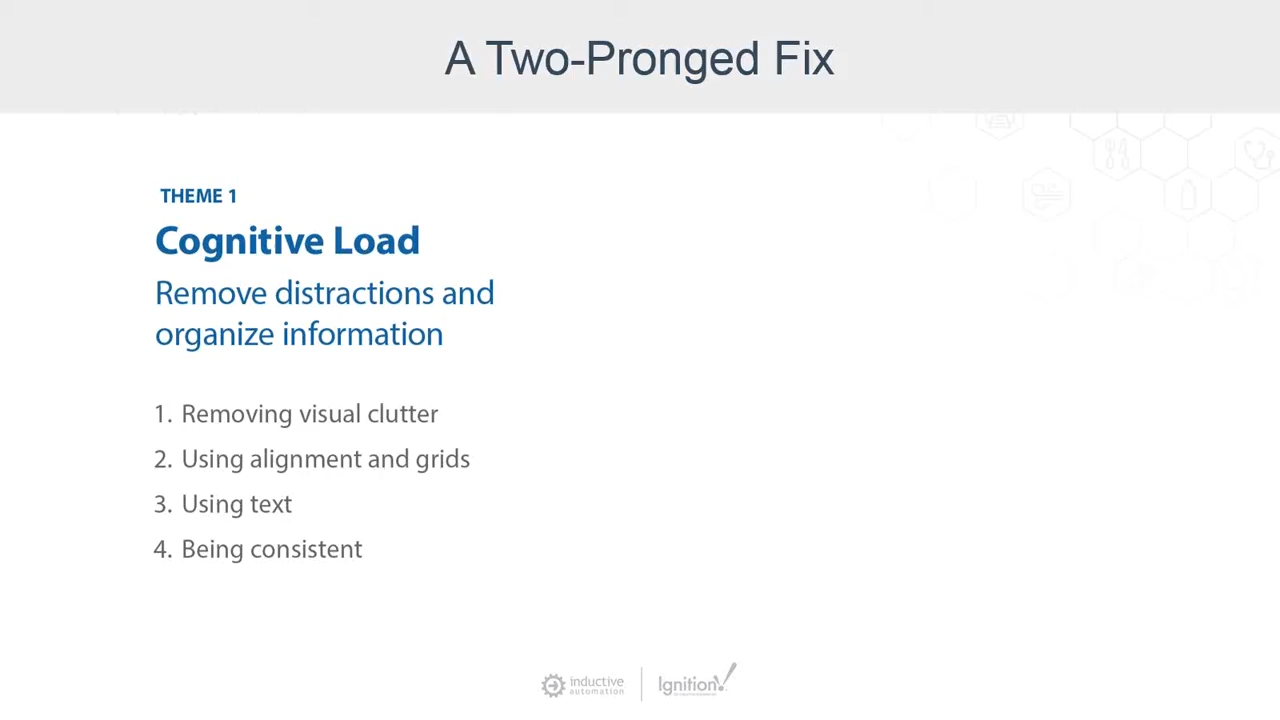 A Two-Pronged Fix
THEME 1
Cognitive Load
Remove distractions and
organize information
1. Removing visual clutter
2. Using alignment and grids
3. Using text
4. Being consistent
inductive
automation
Ignition!